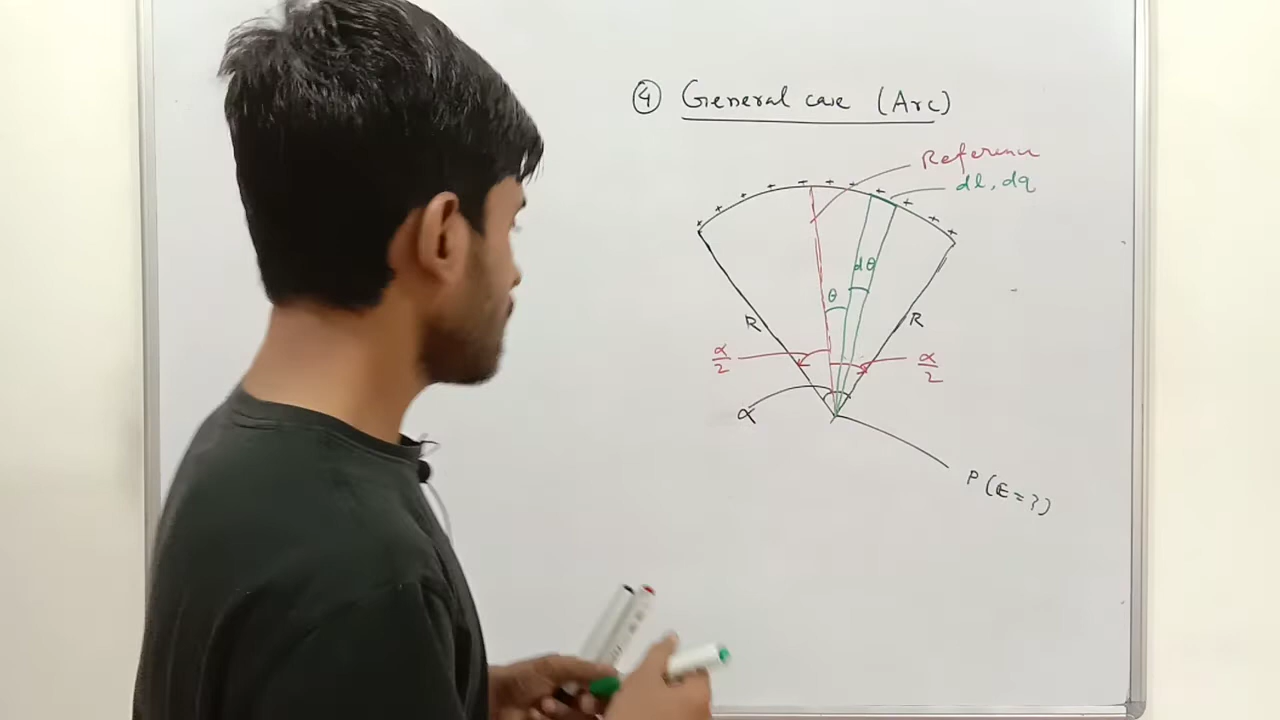 ④ General case (Arc)
Reference
dl, dq
+ + + + + + + + + + + +
dθ
θ
R
R
α/2
α/2
α
P (E = ?)